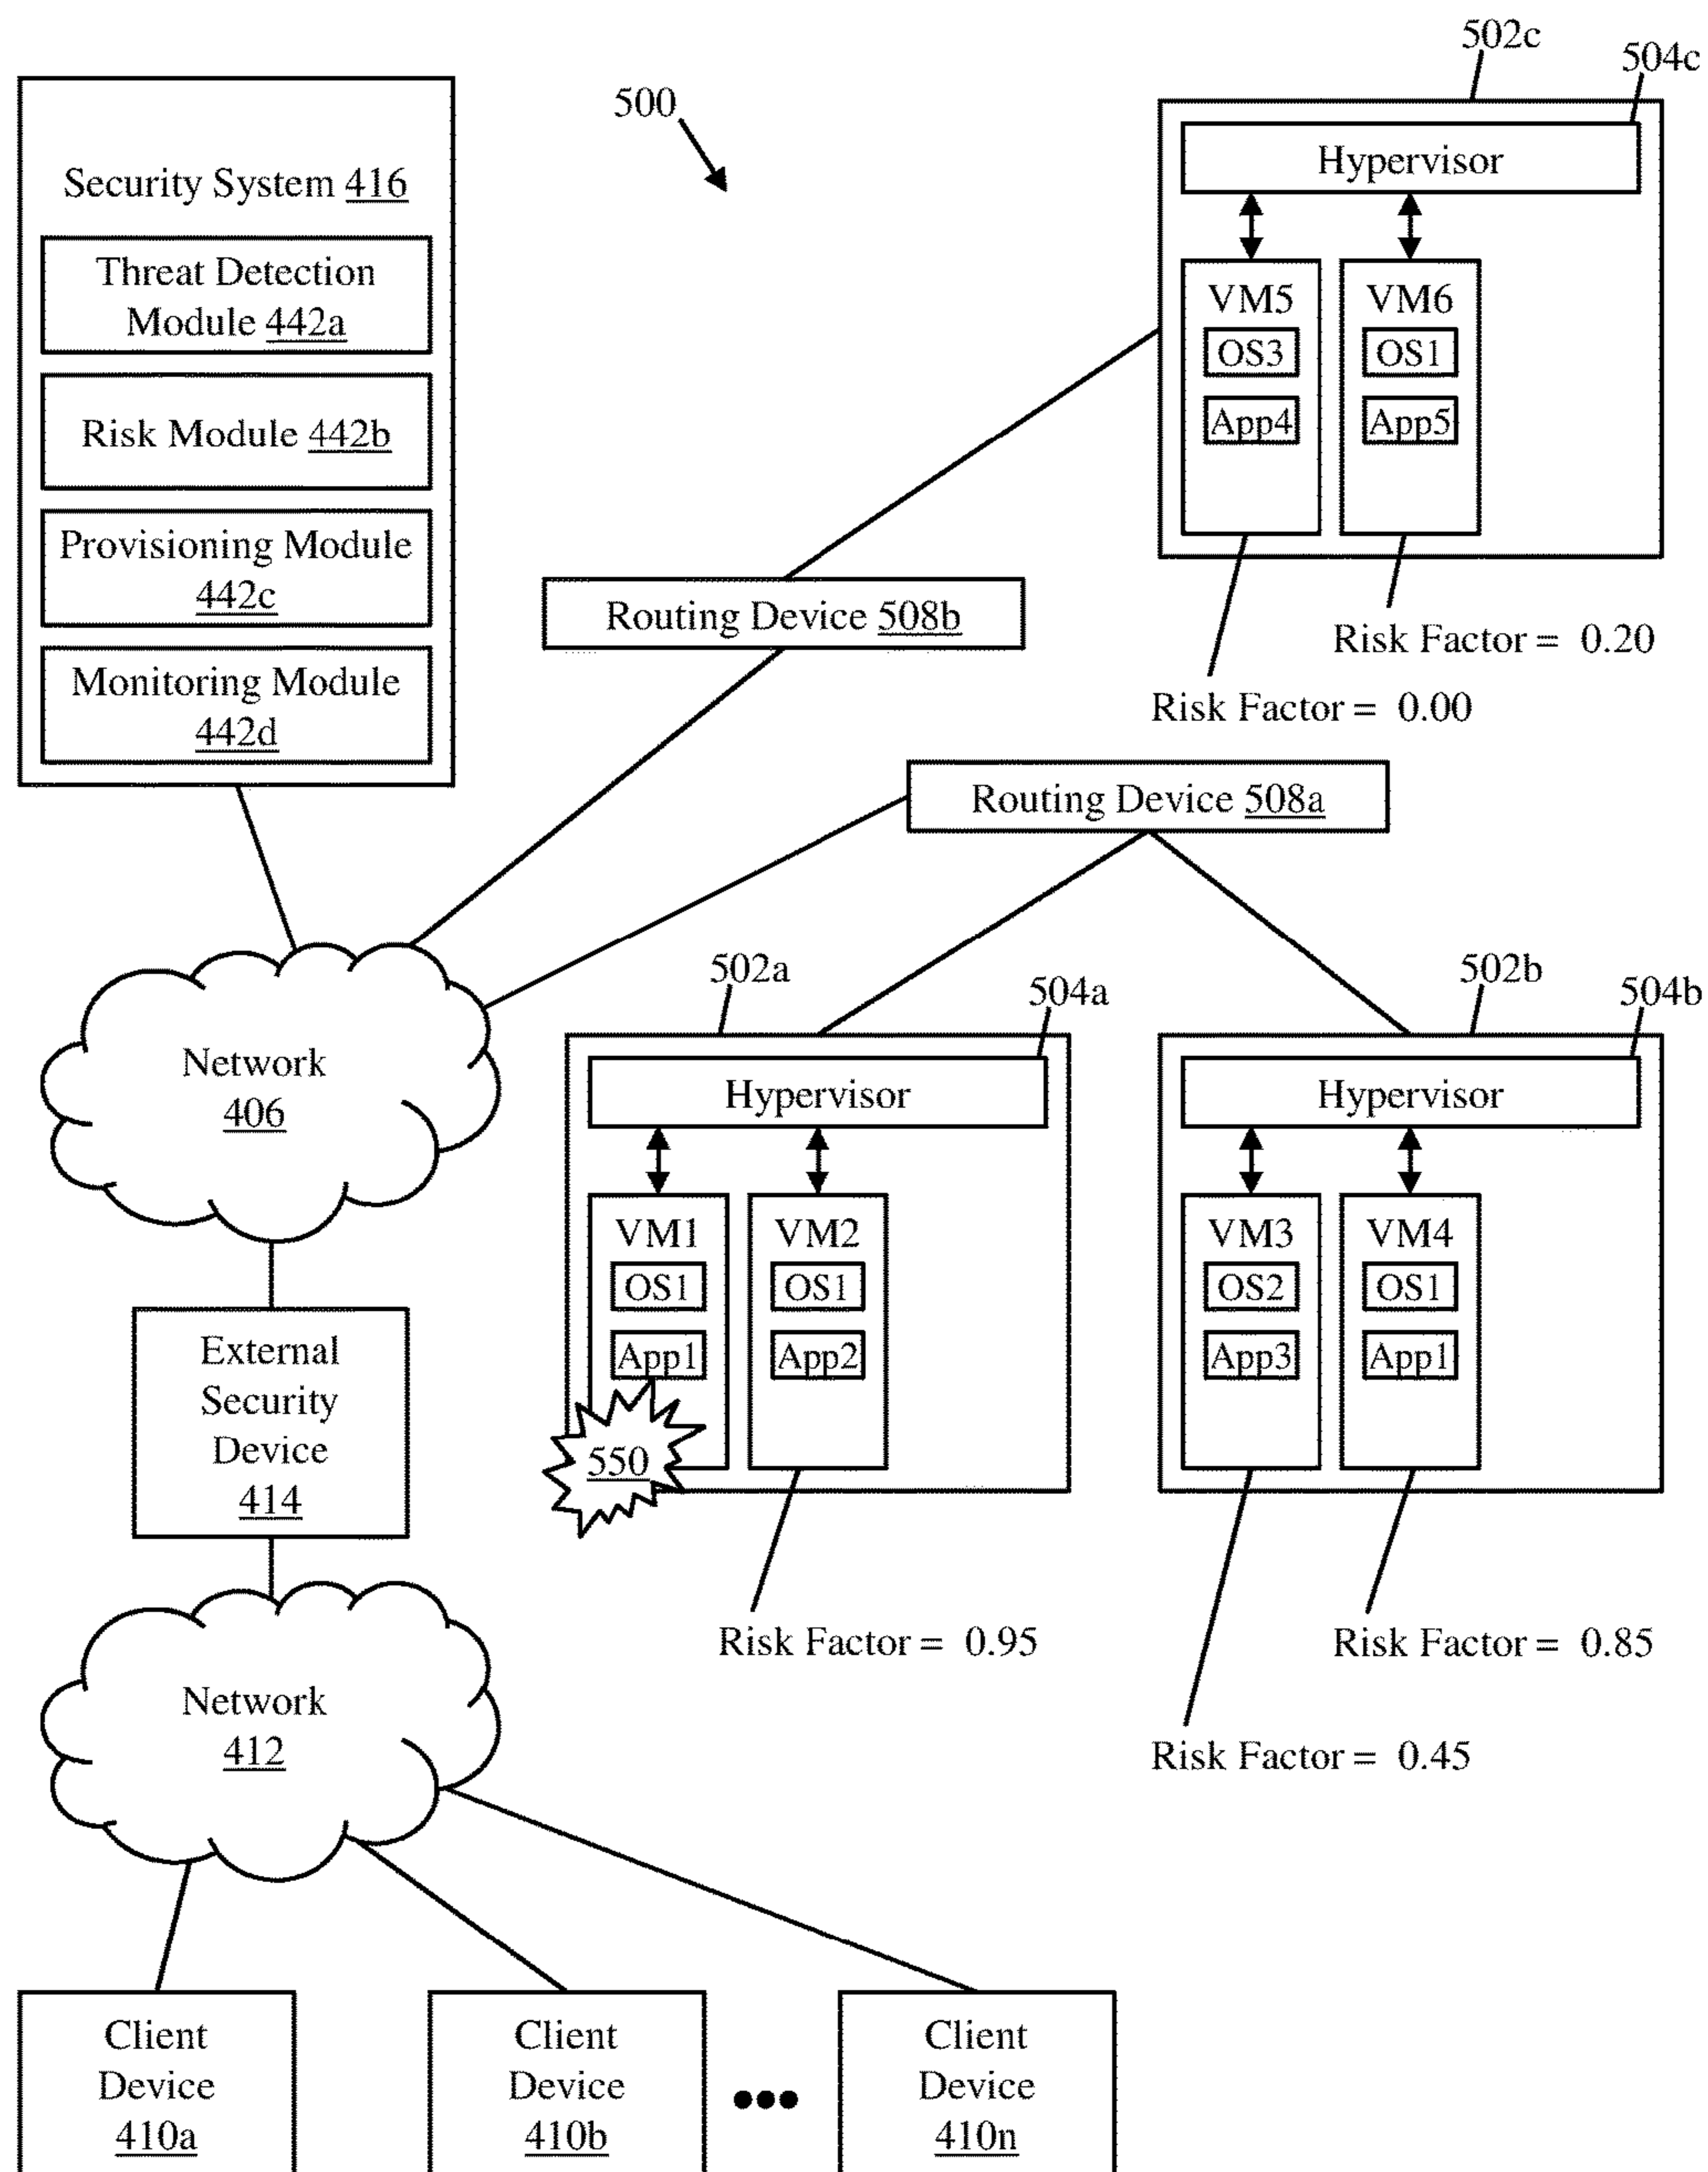 502c
504c
500
Security System 416
Hypervisor
Threat Detection
Module 442a
VM5
VM6
OS3
OS1
App4
App5
Risk Module 442b
Provisioning Module
442c
Routing Device 508b
Risk Factor = 0.20
Monitoring Module
442d
Risk Factor = 0.00
Routing Device 508a
502a
504a
502b
504b
Network
406
Hypervisor
Hypervisor
VM1
VM2
VM3
VM4
OS1
OS1
OS2
OS1
App1
App2
App3
App1
External
Security
Device
414
550
Risk Factor = 0.95
Risk Factor = 0.85
Network
412
Risk Factor = 0.45
Client
Device
410a
Client
Device
410b
Client
Device
410n